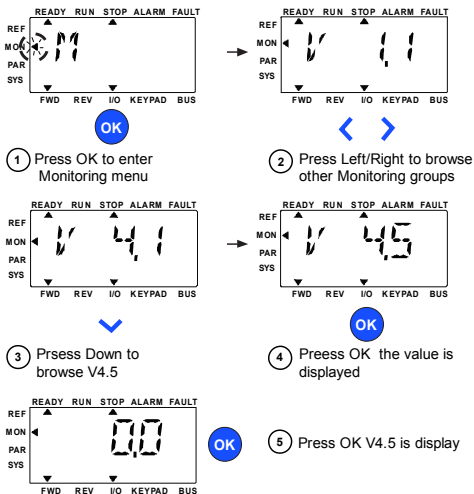 READY RUN STOP ALARM FAULT
REF
MON
PAR
SYS
M
FWD REV I/O KEYPAD BUS
READY RUN STOP ALARM FAULT
REF
MON
PAR
SYS
V 1.1
FWD REV I/O KEYPAD BUS
OK
1 Press OK to enter
Monitoring menu
2 Press Left/Right to browse
other Monitoring groups
READY RUN STOP ALARM FAULT
REF
MON
PAR
SYS
V 4.1
FWD REV I/O KEYPAD BUS
READY RUN STOP ALARM FAULT
REF
MON
PAR
SYS
V 4.5
FWD REV I/O KEYPAD BUS
OK
3 Prsess Down to
browse V4.5
4 Preess OK the value is
displayed
READY RUN STOP ALARM FAULT
REF
MON
PAR
SYS
0.0
FWD REV I/O KEYPAD BUS
OK
5 Press OK V4.5 is display